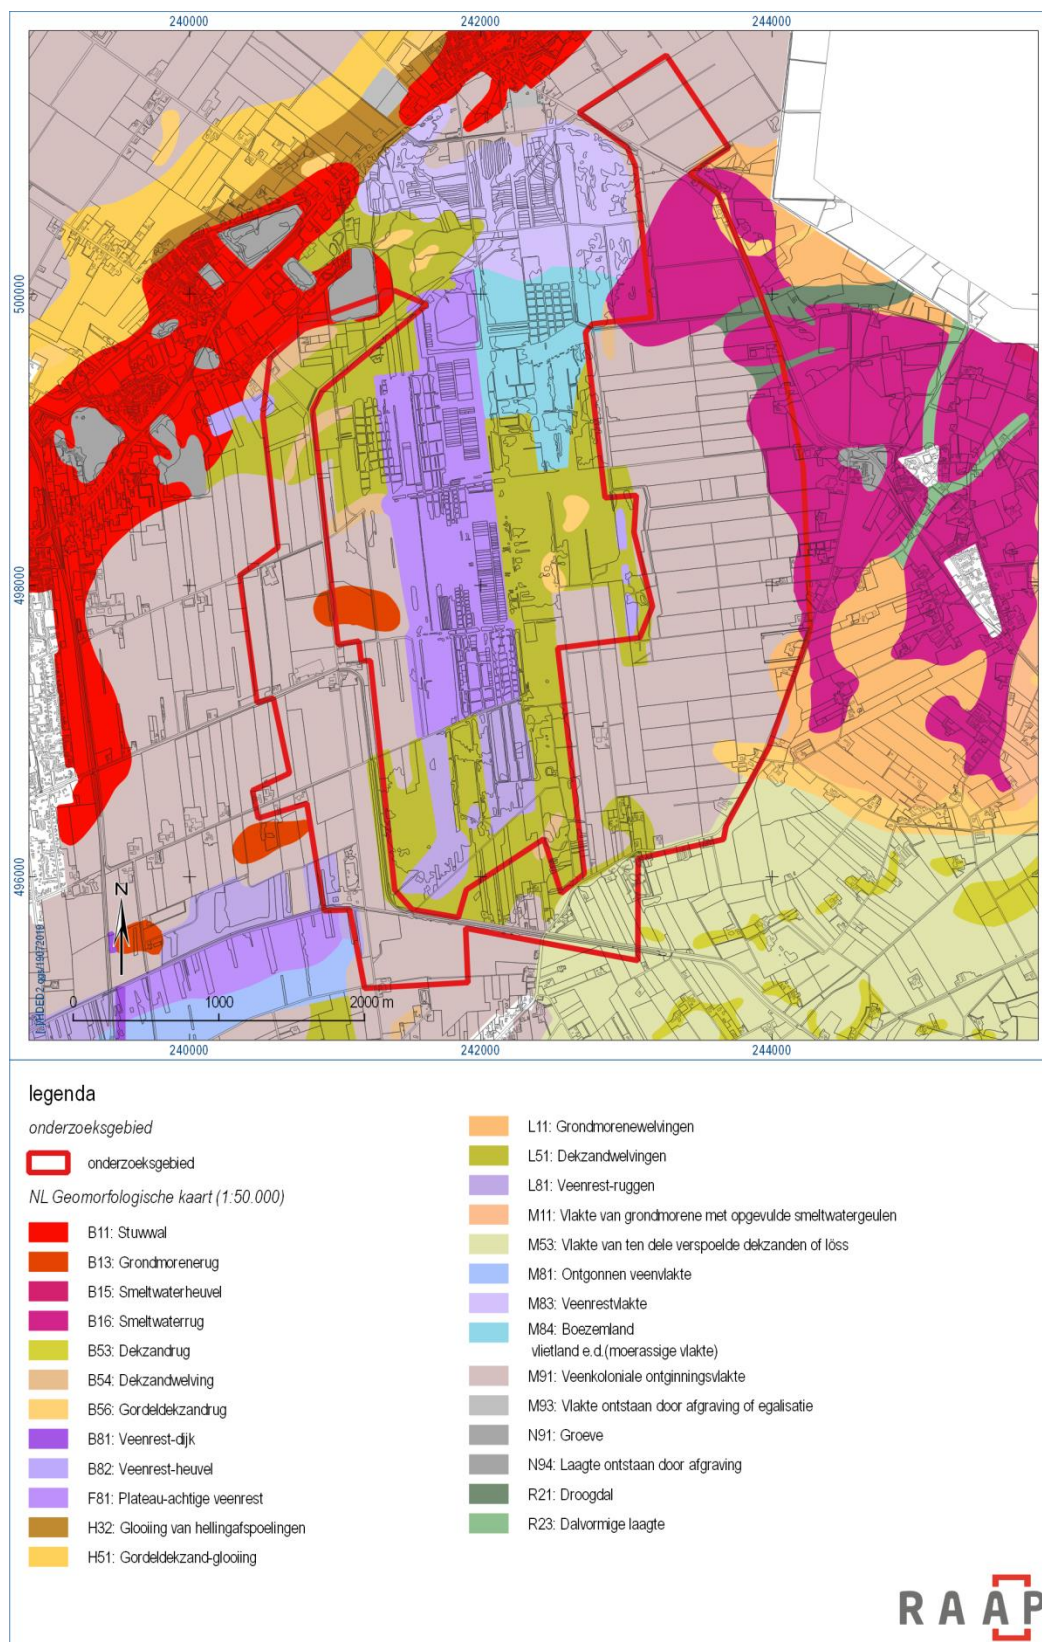 240000 242000 244000
500000
498000
496000
N
0 1000 2000 m
240000 242000 244000
legenda
onderzoeksgebied
onderzoeksgebied
NL Geomorfologische kaart (1:50.000)
B11: Stuwwal
B13: Grondmorenerug
B15: Smeltwaterheuvel
B16: Smeltwaterrug
B53: Dekzandrug
B54: Dekzandwelving
B56: Gordeldekzandrug
B81: Veenrest-dijk
B82: Veenrest-heuvel
F81: Plateau-achtige veenrest
H32: Glooiing van hellingafspoelingen
H51: Gordeldekzand-glooiing
L11: Grondmorenewelvingen
L51: Dekzandwelvingen
L81: Veenrest-ruggen
M11: Vlakte van grondmorene met opgevulde smeltwatergeulen
M53: Vlakte van ten dele verspoelde dekzanden of löss
M81: Ontgonnen veenvlakte
M83: Veenrestvlakte
M84: Boezemland
vlietland e.d.(moerassige vlakte)
M91: Veenkoloniale ontginningsvlakte
M93: Vlakte ontstaan door afgraving of egalisatie
N91: Groeve
N94: Laagte ontstaan door afgraving
R21: Droogdal
R23: Dalvormige laagte
RAAP